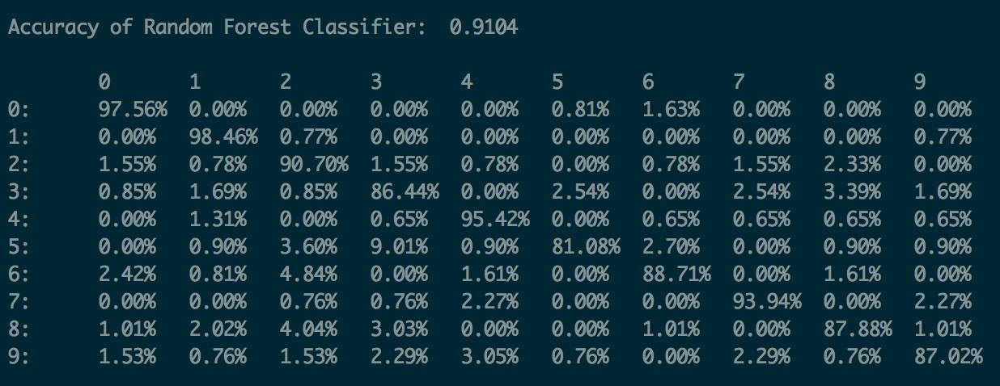 Accuracy of Random Forest Classifier:  0.9104
0 1 2 3 4 5 6 7 8 9
0: 97.56% 0.00% 0.00% 0.00% 0.00% 0.81% 1.63% 0.00% 0.00% 0.00%
1: 0.00% 98.46% 0.77% 0.00% 0.00% 0.00% 0.00% 0.00% 0.00% 0.77%
2: 1.55% 0.78% 90.70% 1.55% 0.78% 0.00% 0.78% 1.55% 2.33% 0.00%
3: 0.85% 1.69% 0.85% 86.44% 0.00% 2.54% 0.00% 2.54% 3.39% 1.69%
4: 0.00% 1.31% 0.00% 0.65% 95.42% 0.00% 0.65% 0.65% 0.65% 0.65%
5: 0.00% 0.90% 3.60% 9.01% 0.90% 81.08% 2.70% 0.00% 0.90% 0.90%
6: 2.42% 0.81% 4.84% 0.00% 1.61% 0.00% 88.71% 0.00% 1.61% 0.00%
7: 0.00% 0.00% 0.76% 0.76% 2.27% 0.00% 0.00% 93.94% 0.00% 2.27%
8: 1.01% 2.02% 4.04% 3.03% 0.00% 0.00% 1.01% 0.00% 87.88% 1.01%
9: 1.53% 0.76% 1.53% 2.29% 3.05% 0.76% 0.00% 2.29% 0.76% 87.02%